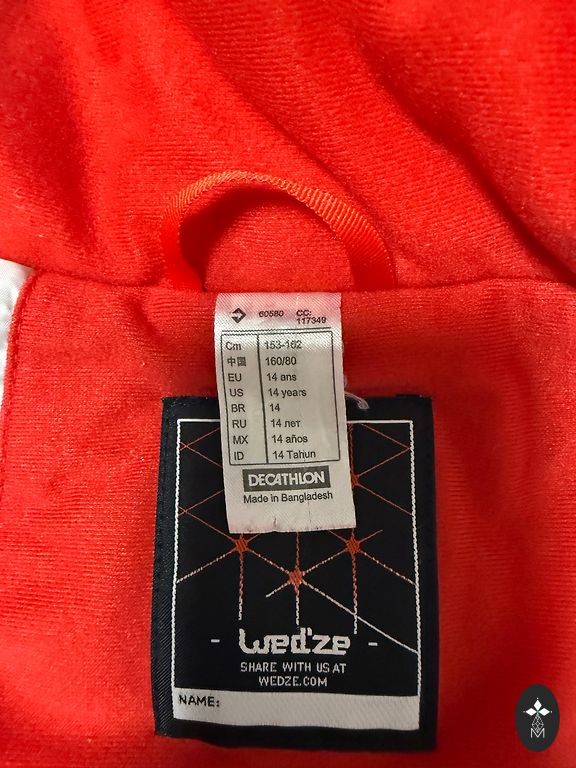 60580 CC: 117349
Cm 153-162
中国 160/80
EU 14 ans
US 14 years
BR 14
RU 14 лет
MX 14 años
ID 14 Tahun
DECATHLON
Made in Bangladesh
- Wed'ze -
SHARE WITH US AT
WEDZE.COM
NAME:
M